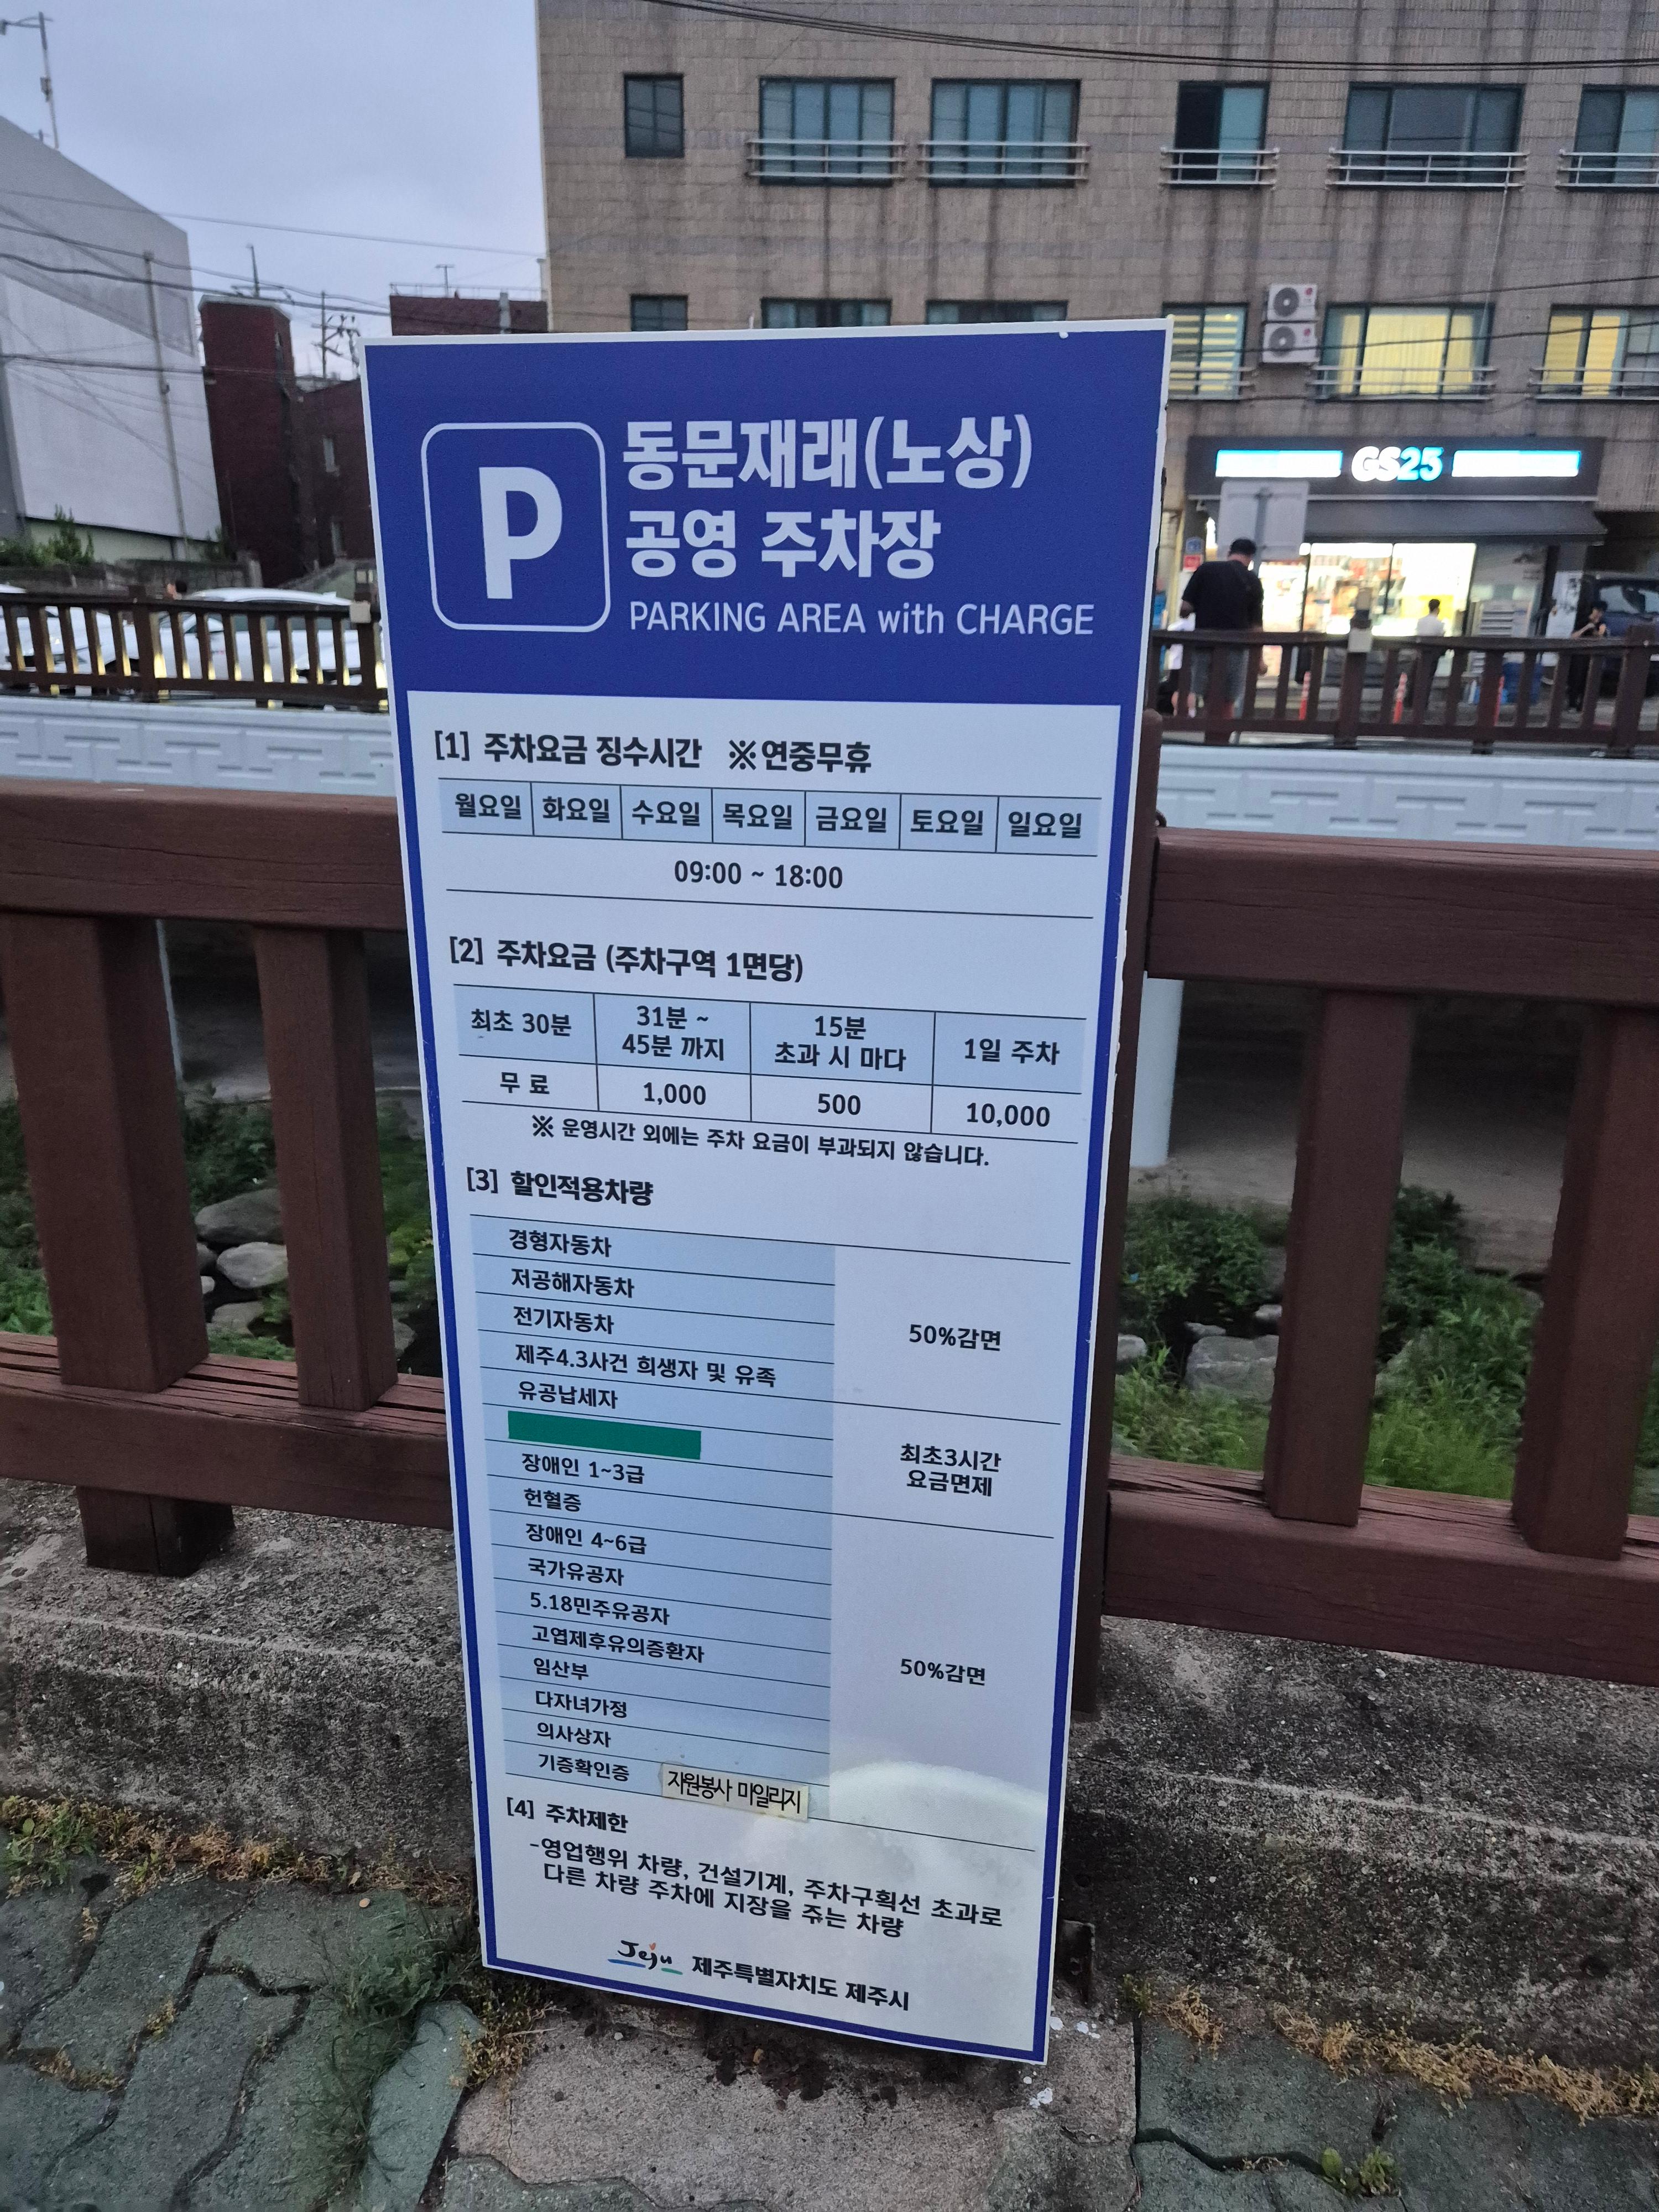 P
동문재래(노상)
공영 주차장
PARKING AREA with CHARGE
[1] 주차요금 징수시간 ※연중무휴
월요일 화요일 수요일 목요일 금요일 토요일 일요일
09:00 ~ 18:00
[2] 주차요금 (주차구역 1면당)
최초 30분 31분 ~ 45분 까지 15분 초과 시 마다 1일 주차
무 료 1,000 500 10,000
※ 운영시간 외에는 주차 요금이 부과되지 않습니다.
[3] 할인적용차량
경형자동차
저공해자동차
전기자동차
제주4.3사건 희생자 및 유족
50%감면
유공납세자
장애인 1~3급
최초3시간
요금면제
헌혈증
장애인 4~6급
국가유공자
5.18민주유공자
고엽제후유의증환자
임산부
다자녀가정
의사상자
기증확인증 자원봉사 마일리지
50%감면
[4] 주차제한
-영업행위 차량, 건설기계, 주차구획선 초과로
다른 차량 주차에 지장을 주는 차량
Jeju 제주특별자치도 제주시
GS25